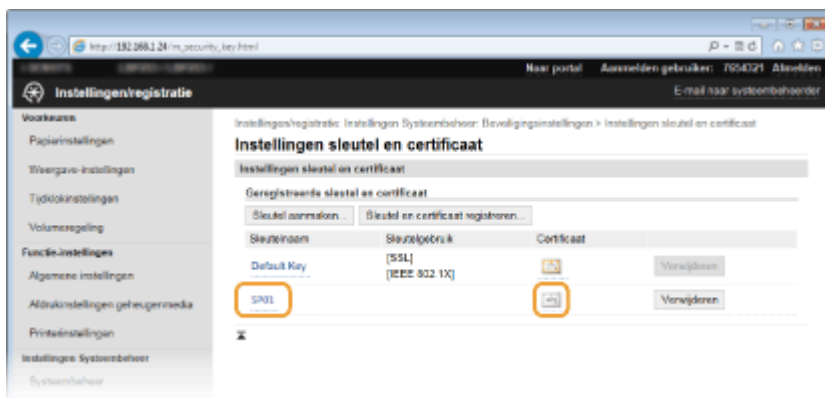 http://192.168.1.24/m_security_key.html
Naar portal Aanmelden gebruiker: 7654321 Afmelden
Instellingen/registratie
E-mail naar systeembeheerder
Voorkeuren
Papierinstellingen
Weergave-instellingen
Tijdklokinstellingen
Volumeregeling
Functie-instellingen
Algemene instellingen
Afdrukinstellingen geheugenmedia
Printerinstellingen
Instellingen Systeembeheer
Systeembeheer
Instellingen/registratie: Instellingen Systeembeheer: Beveiligingsinstellingen > Instellingen sleutel en certificaat
Instellingen sleutel en certificaat
Instellingen sleutel en certificaat
Geregistreerde sleutel en certificaat
Sleutel aanmaken... Sleutel en certificaat registreren...
Sleutelnaam Sleutelgebruik Certificaat
Default Key [SSL] Verwijderen
[IEEE 802.1X]
SP01 Verwijderen